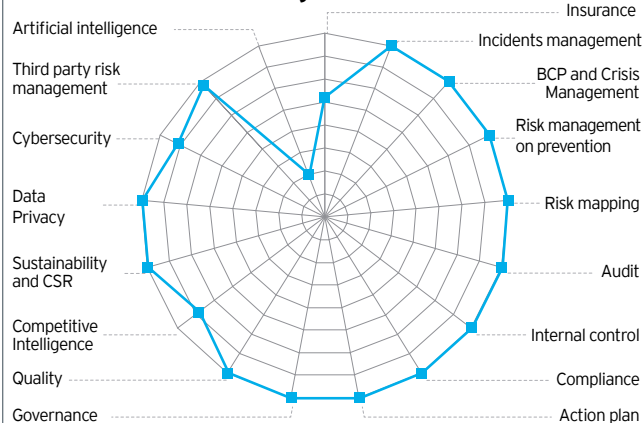 Insurance
Artificial intelligence
Incidents management
Third party risk
management
BCP and Crisis
Management
Cybersecurity
Risk management
on prevention
Data
Privacy
Risk mapping
Sustainability
and CSR
Audit
Competitive
Intelligence
Internal control
Quality
Compliance
Governance
Action plan